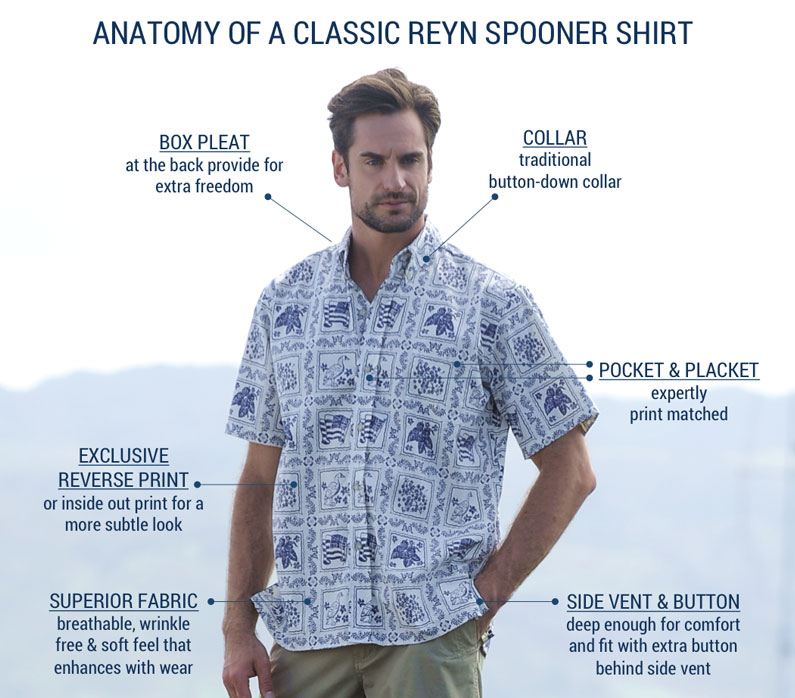 ANATOMY OF A CLASSIC REYN SPOONER SHIRT
BOX PLEAT
at the back provide for
extra freedom
COLLAR
traditional
button-down collar
POCKET & PLACKET
expertly
print matched
EXCLUSIVE
REVERSE PRINT
or inside out print for a
more subtle look
SUPERIOR FABRIC
breathable, wrinkle
free & soft feel that
enhances with wear
SIDE VENT & BUTTON
deep enough for comfort
and fit with extra button
behind side vent